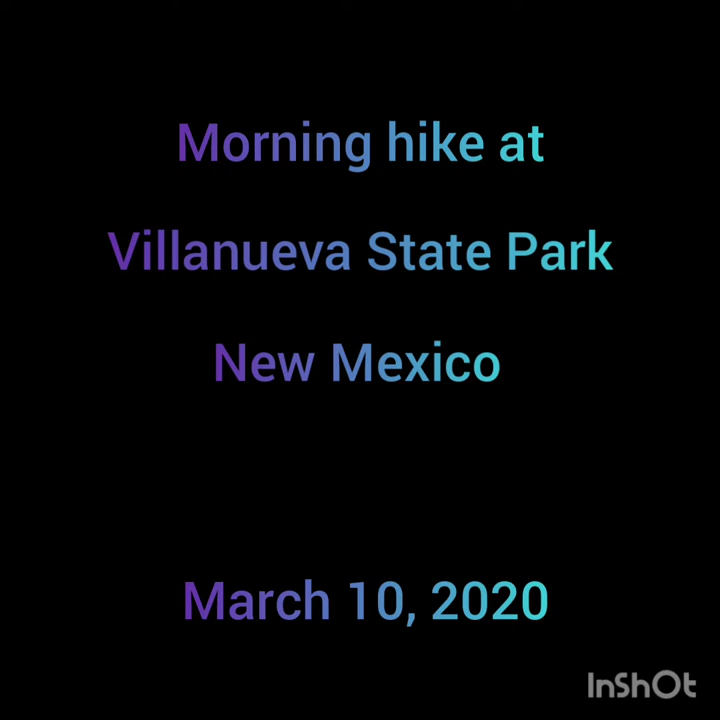 Morning hike at
Villanueva State Park
New Mexico
March 10, 2020
InShOt